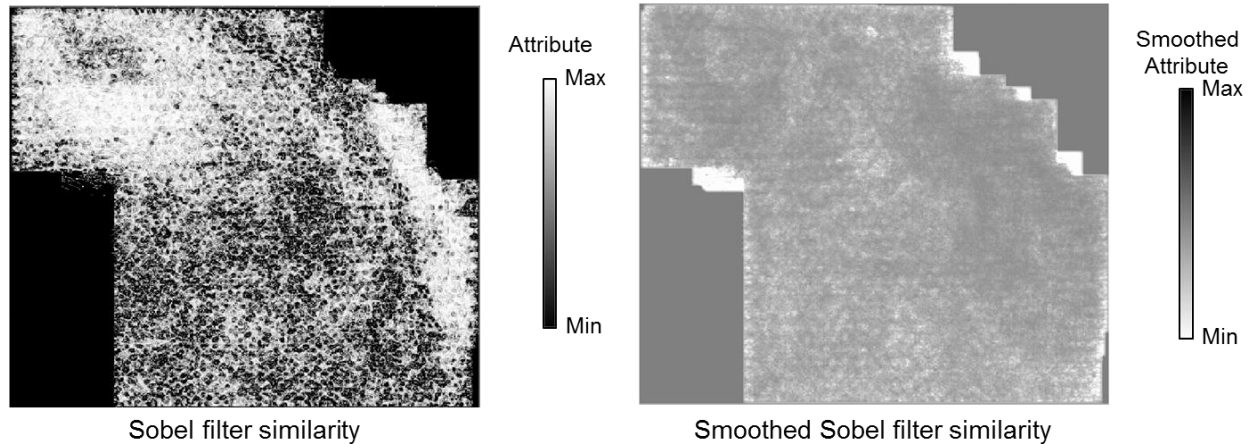 Attribute
Max
Min
Sobel filter similarity
Smoothed
Attribute
Max
Min
Smoothed Sobel filter similarity